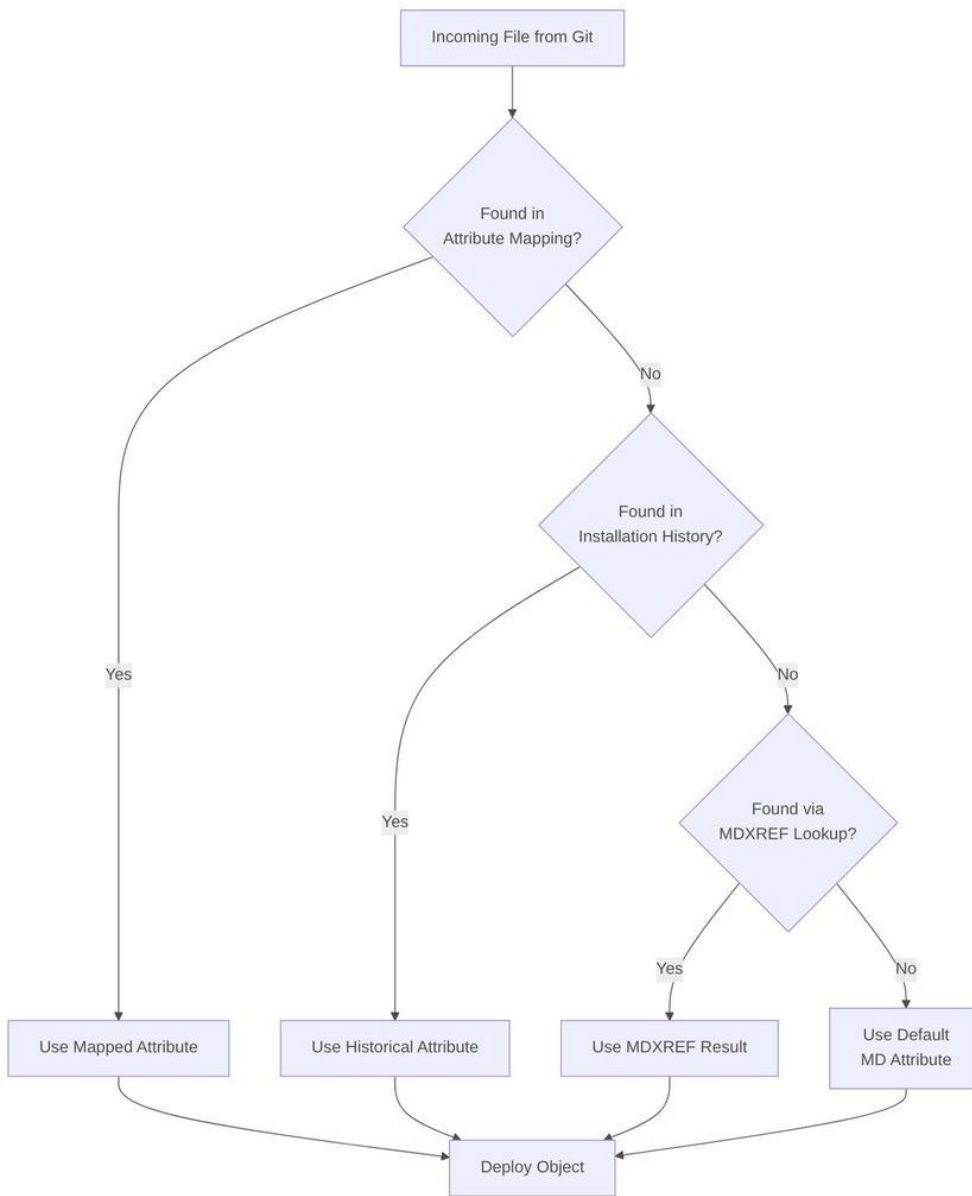 Incoming File from Git
Found in
Attribute Mapping?
No
Found in
Installation History?
Yes
No
Found via
MDXREF Lookup?
Yes
Yes
No
Use Mapped Attribute
Use Historical Attribute
Use MDXREF Result
Use Default
MD Attribute
Deploy Object